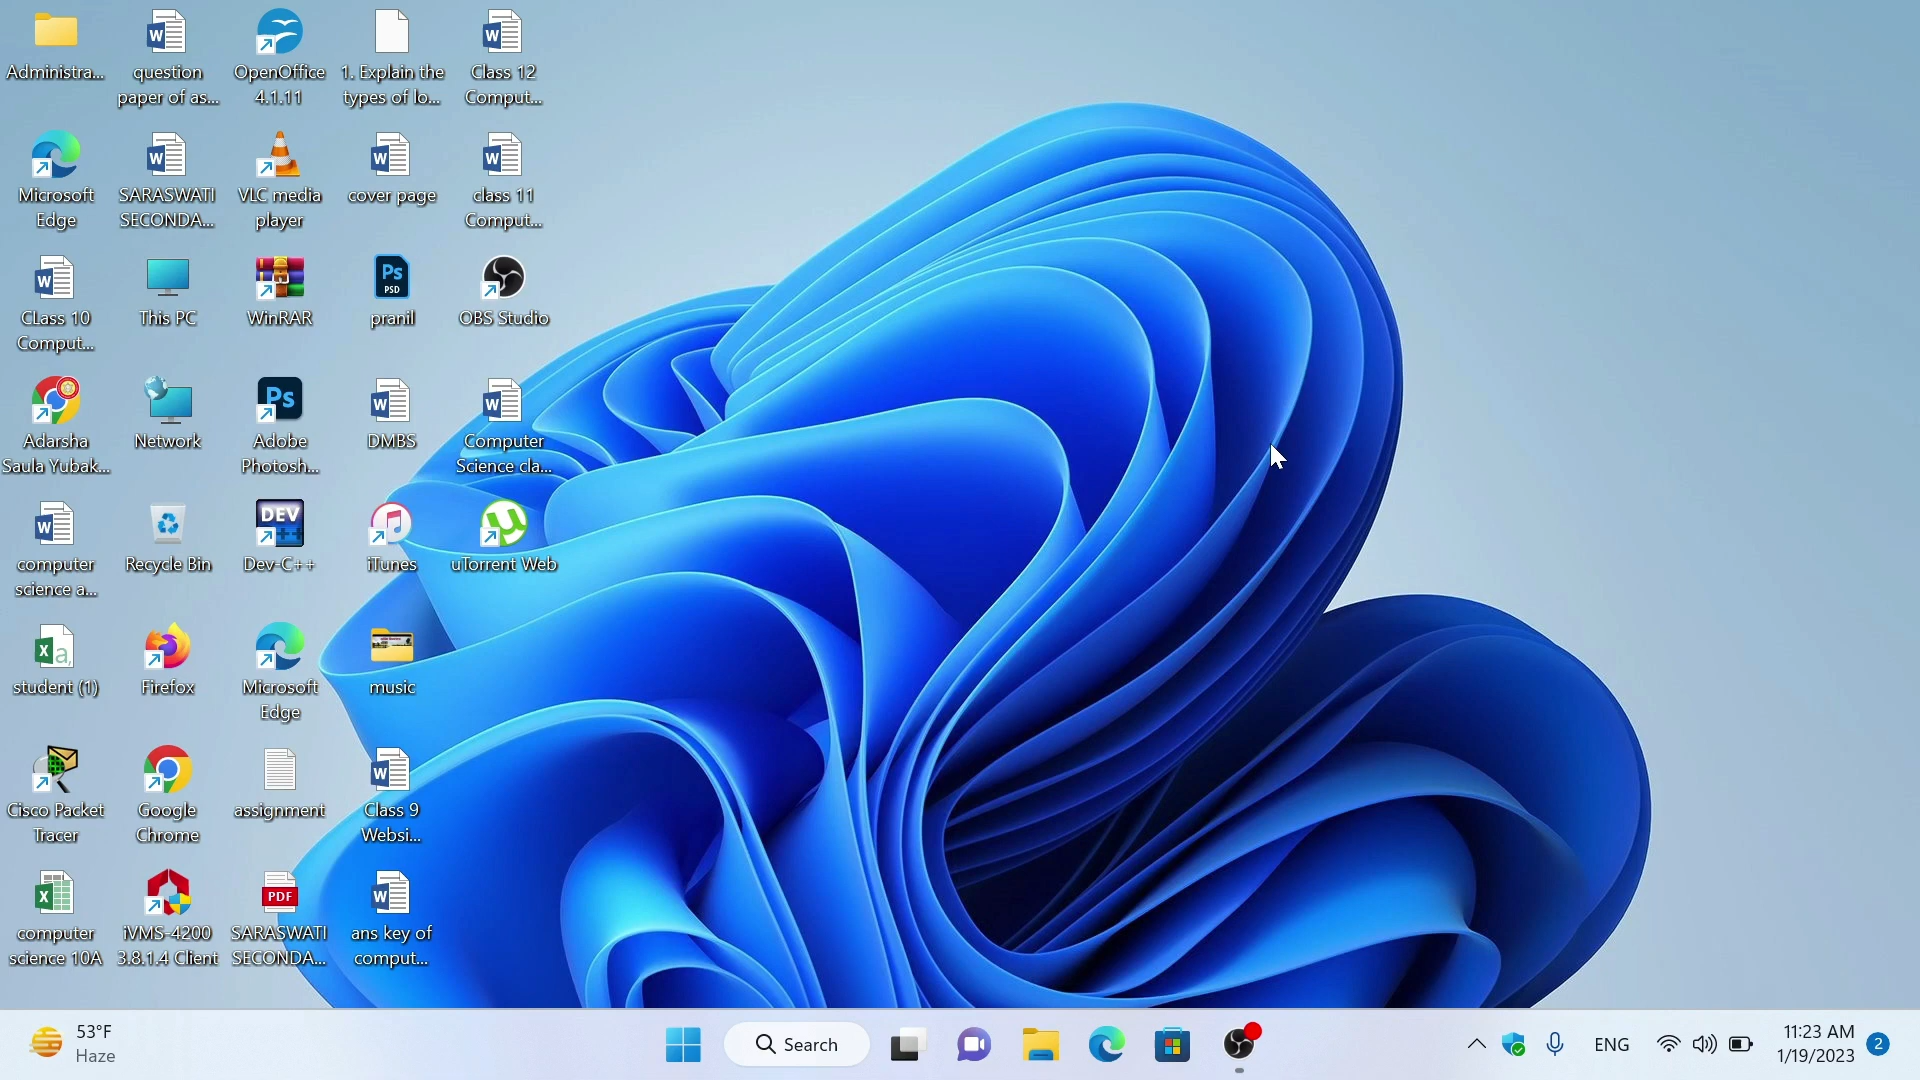 Administra...
question
paper of as...
OpenOffice
4.1.11
1. Explain the
types of lo...
Class 12
Comput...
Microsoft
Edge
SARASWATI
SECONDA...
VLC media
player
cover page
class 11
Comput...
CLass 10
Comput...
This PC
WinRAR
Ps
PSD
pranil
OBS Studio
Adarsha
Saula Yubak...
Network
Ps
Adobe
Photosh...
DMBS
Computer
Science cla...
computer
science a...
Recycle Bin
DEV
Dev-C++
iTunes
uTorrent Web
student (1)
Firefox
Microsoft
Edge
music
Cisco Packet
Tracer
Google
Chrome
assignment
Class 9
Websi...
computer
science 10A
iVMS-4200
3.8.1.4 Client
PDF
SARASWATI
SECONDA...
ans key of
comput...
53°F
Haze
Search
ENG
11:23 AM
1/19/2023
2